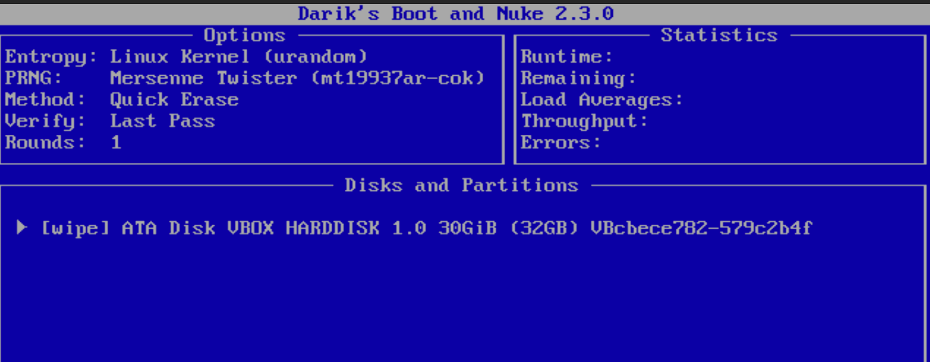 Darik's Boot and Nuke 2.3.0
Options
Entropy: Linux Kernel (urandom)
PRNG: Mersenne Twister (mt19937ar-cok)
Method: Quick Erase
Verify: Last Pass
Rounds: 1
Statistics
Runtime:
Remaining:
Load Averages:
Throughput:
Errors:
Disks and Partitions
[wipe] ATA Disk VBOX HARDDISK 1.0 30GiB (32GB) VBcbece782-579c2b4f